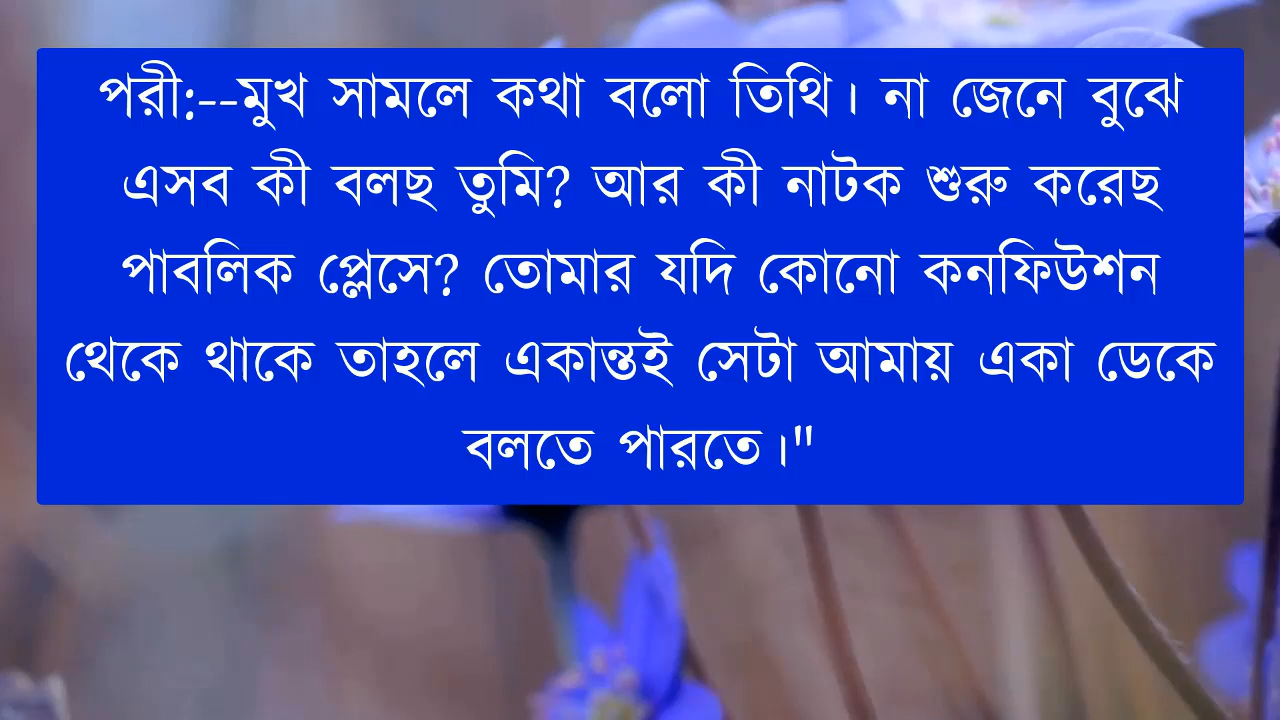 পরী:--মুখ সামলে কথা বলো তিথি। না জেনে বুঝে
এসব কী বলছ তুমি? আর কী নাটক শুরু করেছ
পাবলিক প্লেসে? তোমার যদি কোনো কনফিউশন
থেকে থাকে তাহলে একান্তই সেটা আমায় একা ডেকে
বলতে পারতে।"